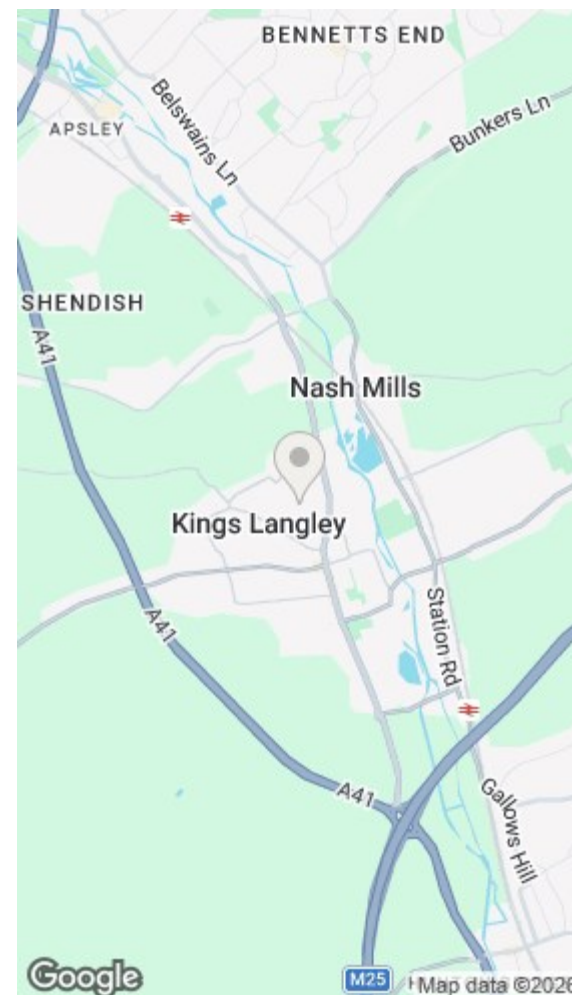 BENNETTS END
Belswains Ln
APSLEY
Bunkers Ln
SHENDISH
A41
Nash Mills
Kings Langley
A41
Station Rd
A41
Gallows Hill
Google
M25
Map data ©2026